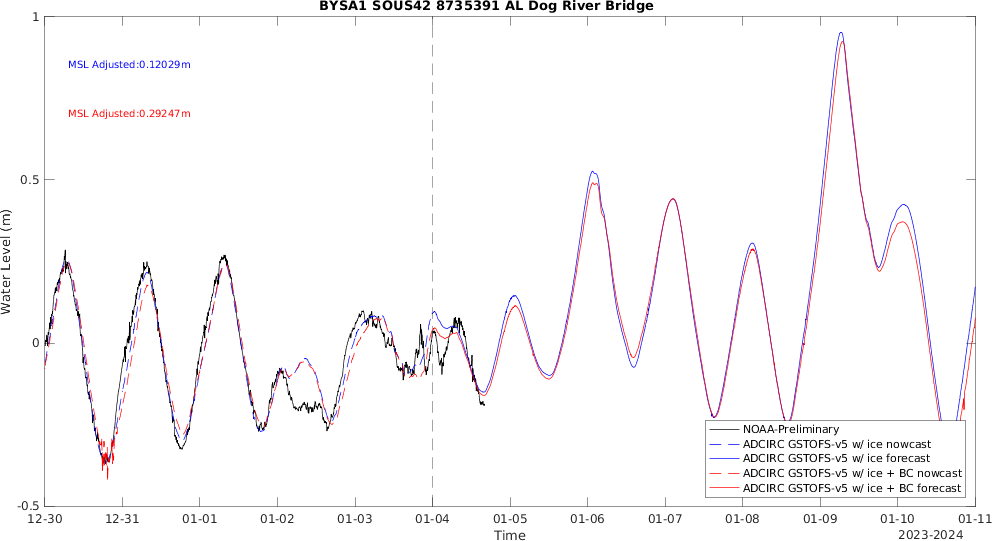 BYSA1 SOUS42 8735391 AL Dog River Bridge
MSL Adjusted:0.12029m
MSL Adjusted:0.29247m
Water Level (m)
1
0.5
0
-0.5
12-30 12-31 01-01 01-02 01-03 01-04 01-05 01-06 01-07 01-08 01-09 01-10 01-11
Time
2023-2024
NOAA-Preliminary
ADCIRC GSTOFS-v5 w/ ice nowcast
ADCIRC GSTOFS-v5 w/ ice forecast
ADCIRC GSTOFS-v5 w/ ice + BC nowcast
ADCIRC GSTOFS-v5 w/ ice + BC forecast